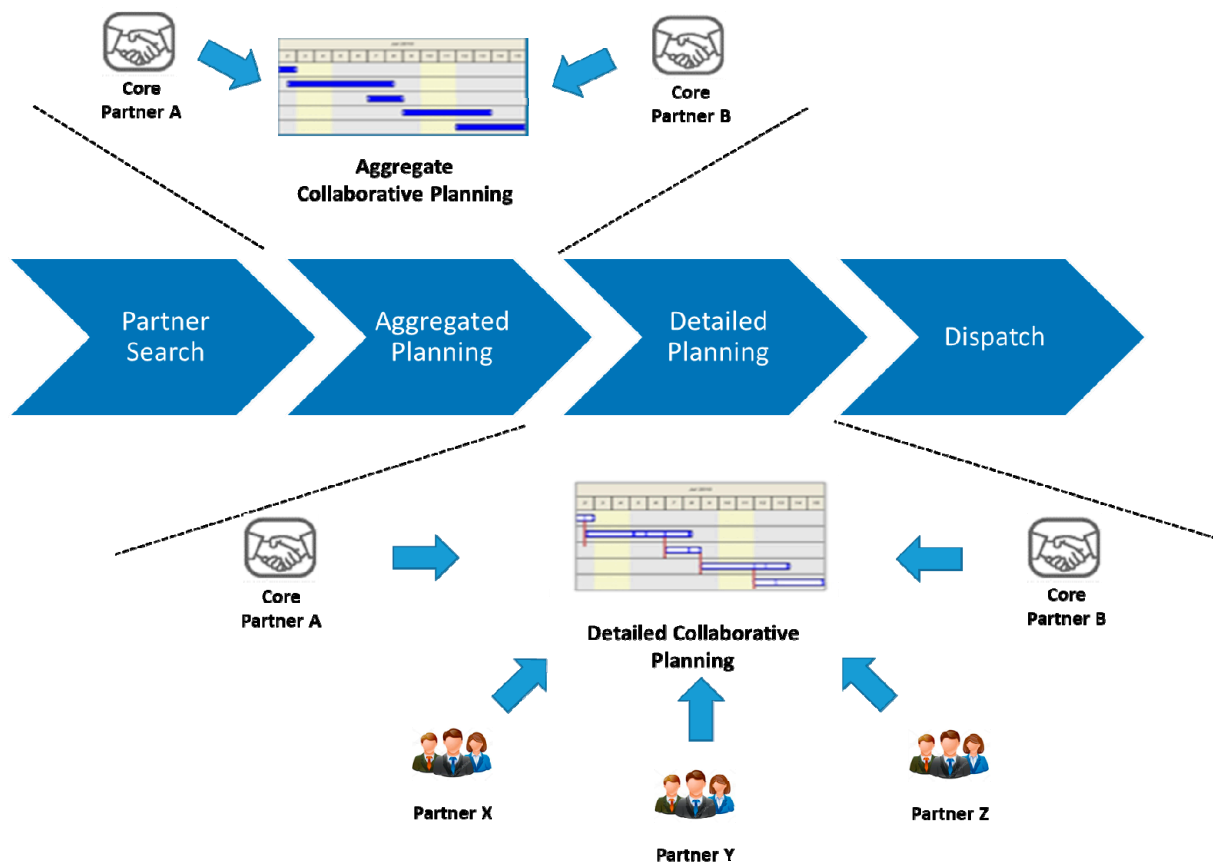 Core
Partner A
Core
Partner B
Aggregate
Collaborative Planning
Partner
Search
Aggregated
Planning
Detailed
Planning
Dispatch
Core
Partner A
Core
Partner B
Detailed Collaborative
Planning
Partner X
Partner Y
Partner Z